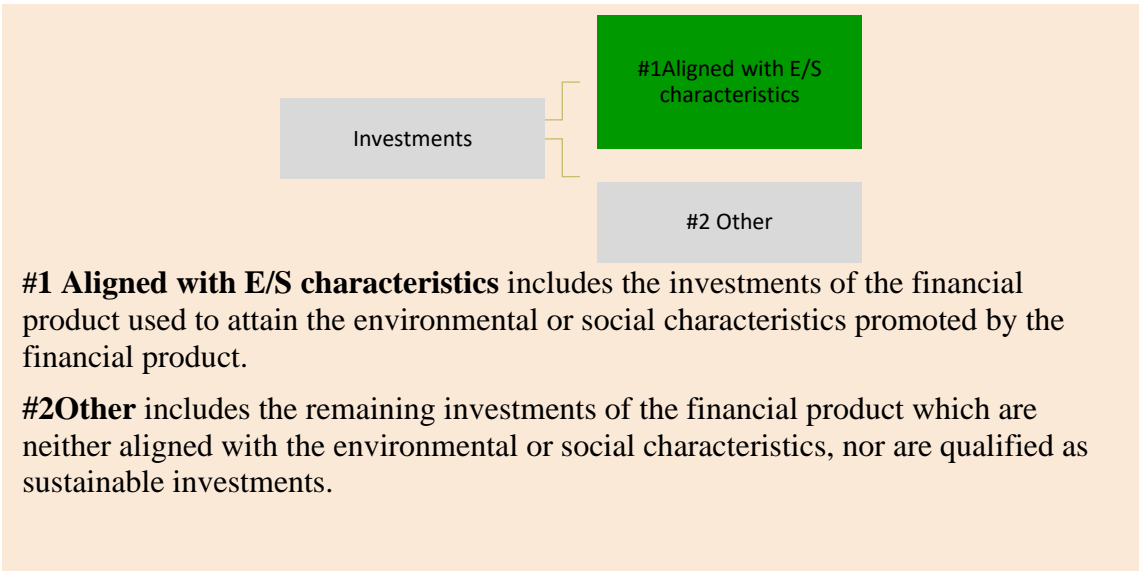 #1Aligned with E/S
characteristics
Investments
#2 Other
#1 Aligned with E/S characteristics includes the investments of the financial
product used to attain the environmental or social characteristics promoted by the
financial product.
#2Other includes the remaining investments of the financial product which are
neither aligned with the environmental or social characteristics, nor are qualified as
sustainable investments.